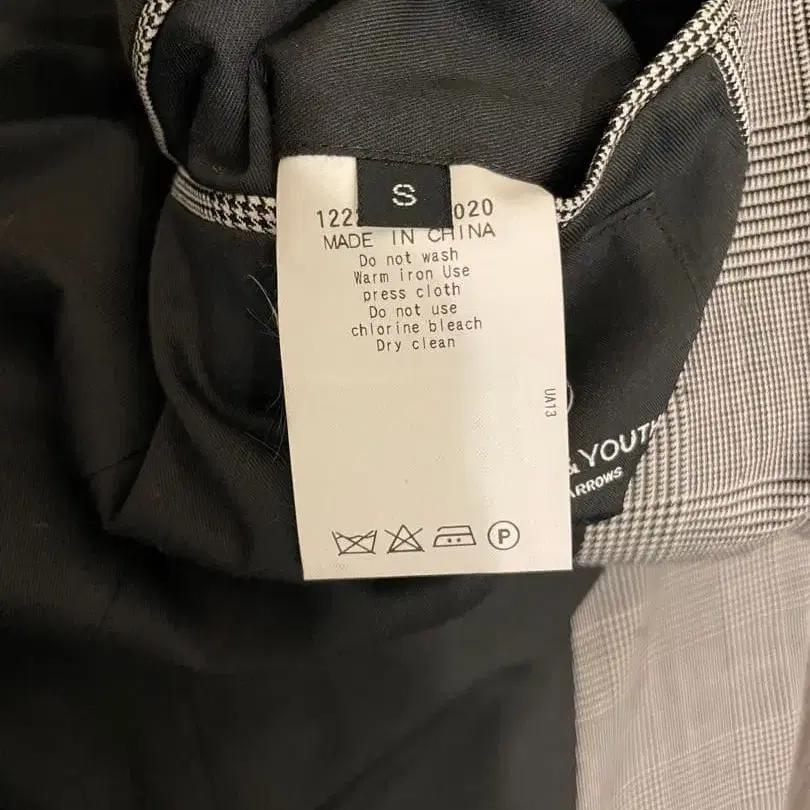 S
122 020
MADE IN CHINA
Do not wash
Warm iron Use
press cloth
Do not use
chlorine bleach
Dry clean
UA13
& YOUTH
ARROWS
P